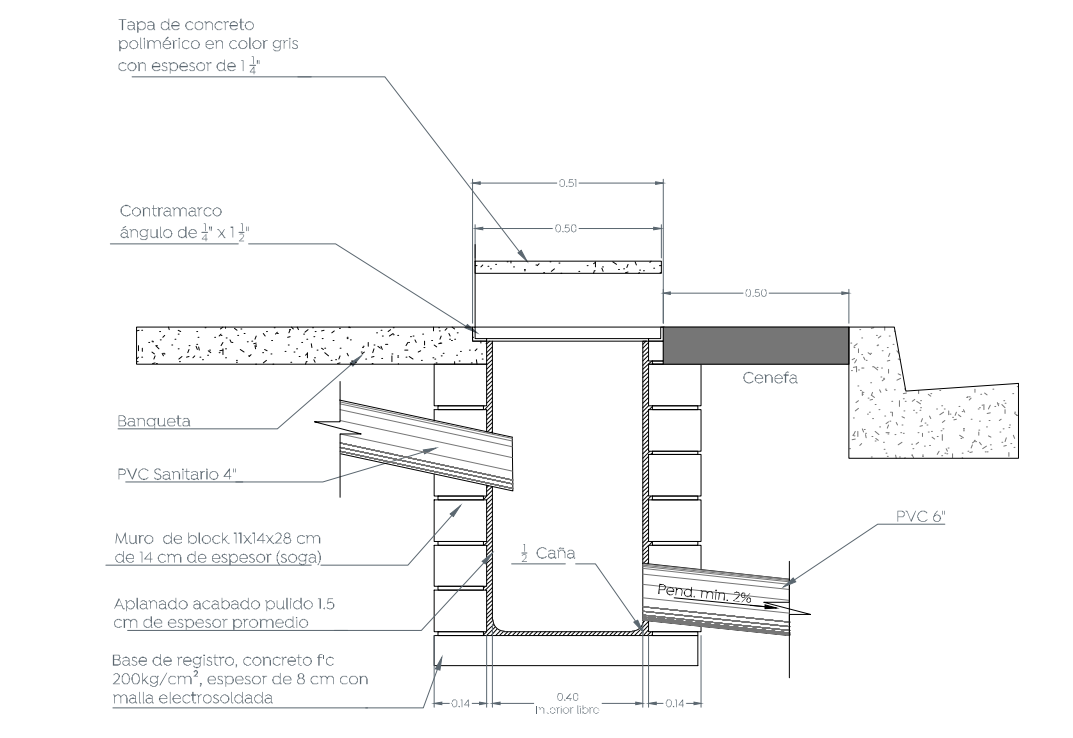 Tapa de concreto
polimérico en color gris
con espesor de 1 1/4"
0.51
Contramarco
ángulo de 1/4" x 1 1/2"
0.50
0.50
Cenefa
Banqueta
PVC Sanitario 4"
PVC 6"
Muro de block 11x14x28 cm
de 14 cm de espesor (soga)
1/2 Caña
Pend. min. 2%
Aplanado acabado pulido 1.5
cm de espesor promedio
Base de registro, concreto f'c
200kg/cm², espesor de 8 cm con
malla electrosoldada
0.14
0.40
Interior libre
0.14